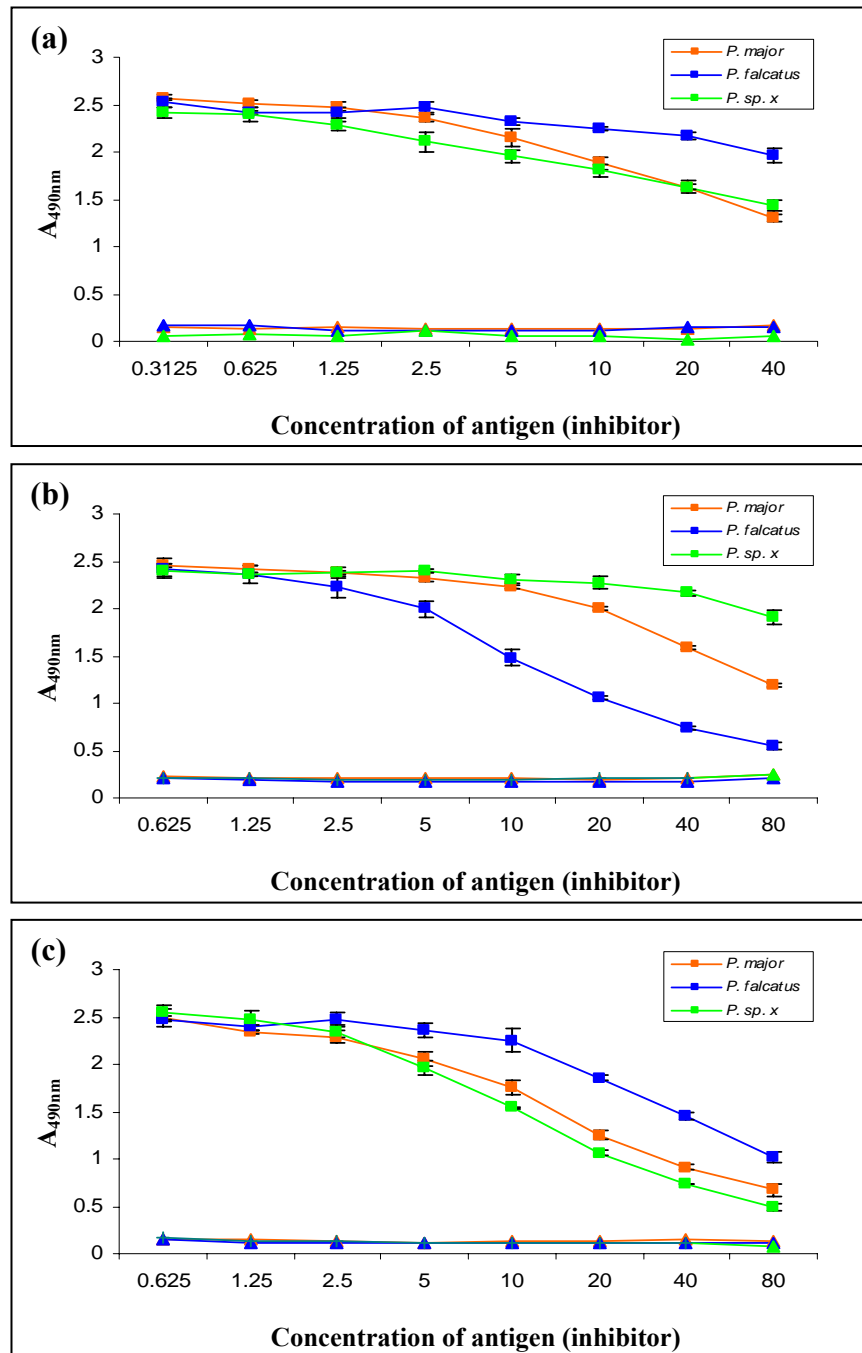 (a)
3
2.5
2
1.5
1
0.5
0
A490nm
P. major
P. falcatus
P. sp. x
0.3125 0.625 1.25 2.5 5 10 20 40
Concentration of antigen (inhibitor)
(b)
3
2.5
2
1.5
1
0.5
0
A490nm
P. major
P. falcatus
P. sp. x
0.625 1.25 2.5 5 10 20 40 80
Concentration of antigen (inhibitor)
(c)
3
2.5
2
1.5
1
0.5
0
A490nm
P. major
P. falcatus
P. sp. x
0.625 1.25 2.5 5 10 20 40 80
Concentration of antigen (inhibitor)